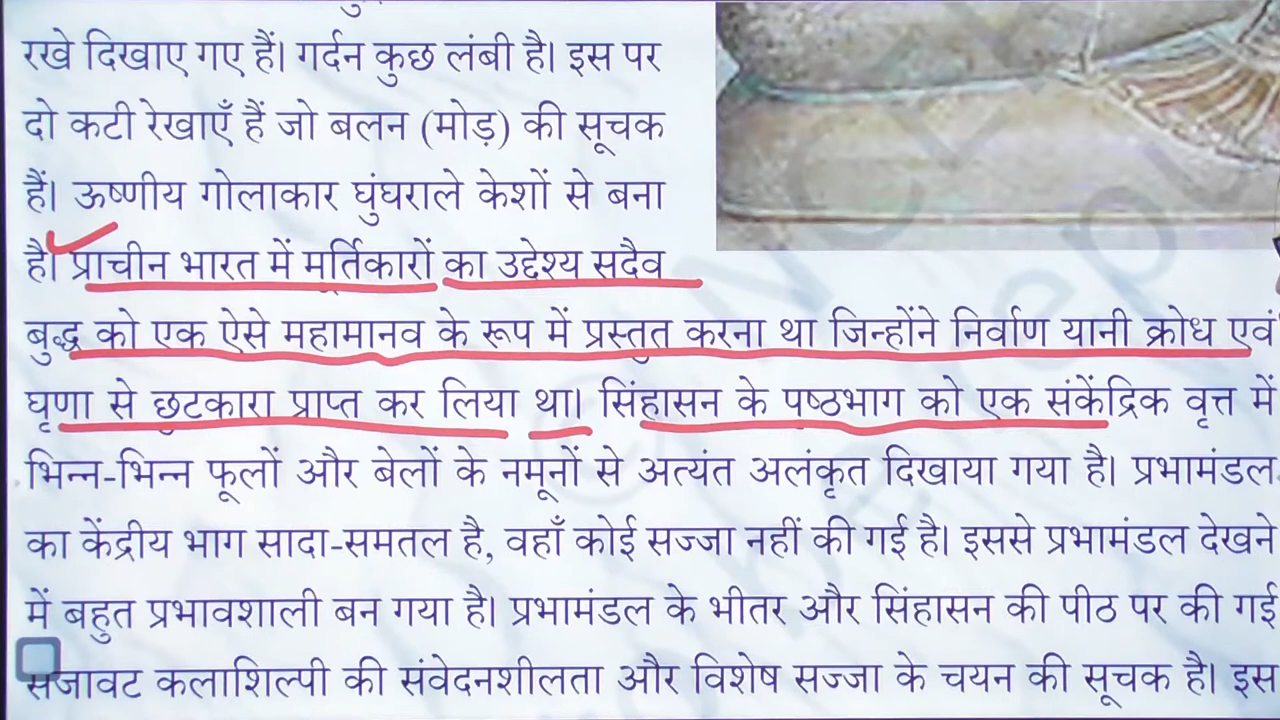 रखे दिखाए गए हैं। गर्दन कुछ लंबी है। इस पर
दो कटी रेखाएँ हैं जो बलन (मोड़) की सूचक
हैं। ऊष्णीय गोलाकार घुंघराले केशों से बना
है। प्राचीन भारत में मूर्तिकारों का उद्देश्य सदैव
बुद्ध को एक ऐसे महामानव के रूप में प्रस्तुत करना था जिन्होंने निर्वाण यानी क्रोध एवं
घृणा से छुटकारा प्राप्त कर लिया था। सिंहासन के पृष्ठभाग को एक संकेंद्रिक वृत्त में
भिन्न-भिन्न फूलों और बेलों के नमूनों से अत्यंत अलंकृत दिखाया गया है। प्रभामंडल
का केंद्रीय भाग सादा-समतल है, वहाँ कोई सज्जा नहीं की गई है। इससे प्रभामंडल देखने
में बहुत प्रभावशाली बन गया है। प्रभामंडल के भीतर और सिंहासन की पीठ पर की गई
सजावट कलाशिल्पी की संवेदनशीलता और विशेष सज्जा के चयन की सूचक है। इस